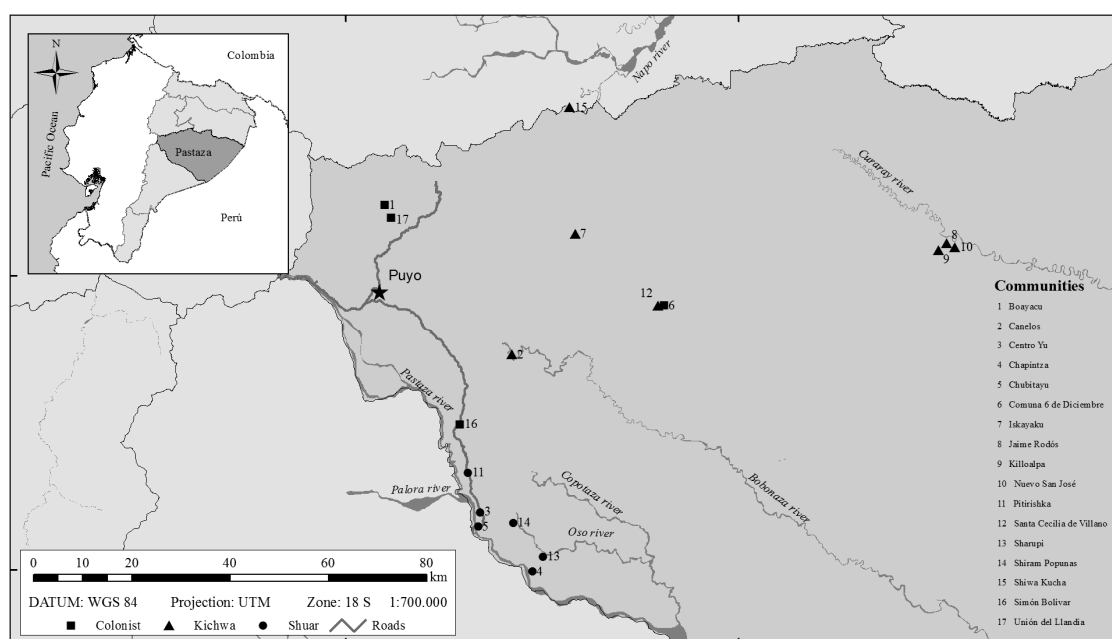 N
Colombia
Pacific Ocean
Pastaza
Perú
Napo river
15
Curaray river
1
17
7
8
10
9
Puyo
12
6
2
Pastaza river
16
Bobonaza river
11
Palora river
Copotaza river
3
14
5
Oso river
13
4
Communities
1 Boayacu
2 Canelos
3 Centro Yu
4 Chapintza
5 Chubitayu
6 Comuna 6 de Diciembre
7 Iskayaku
8 Jaime Rodós
9 Killoalpa
10 Nuevo San José
11 Pitirishka
12 Santa Cecilia de Villano
13 Sharupi
14 Shiram Popunas
15 Shiwa Kucha
16 Simón Bolivar
17 Unión del Llandia
0 10 20 40 60 80
km
DATUM: WGS 84 Projection: UTM Zone: 18 S 1:700.000
Colonist Kichwa Shuar Roads